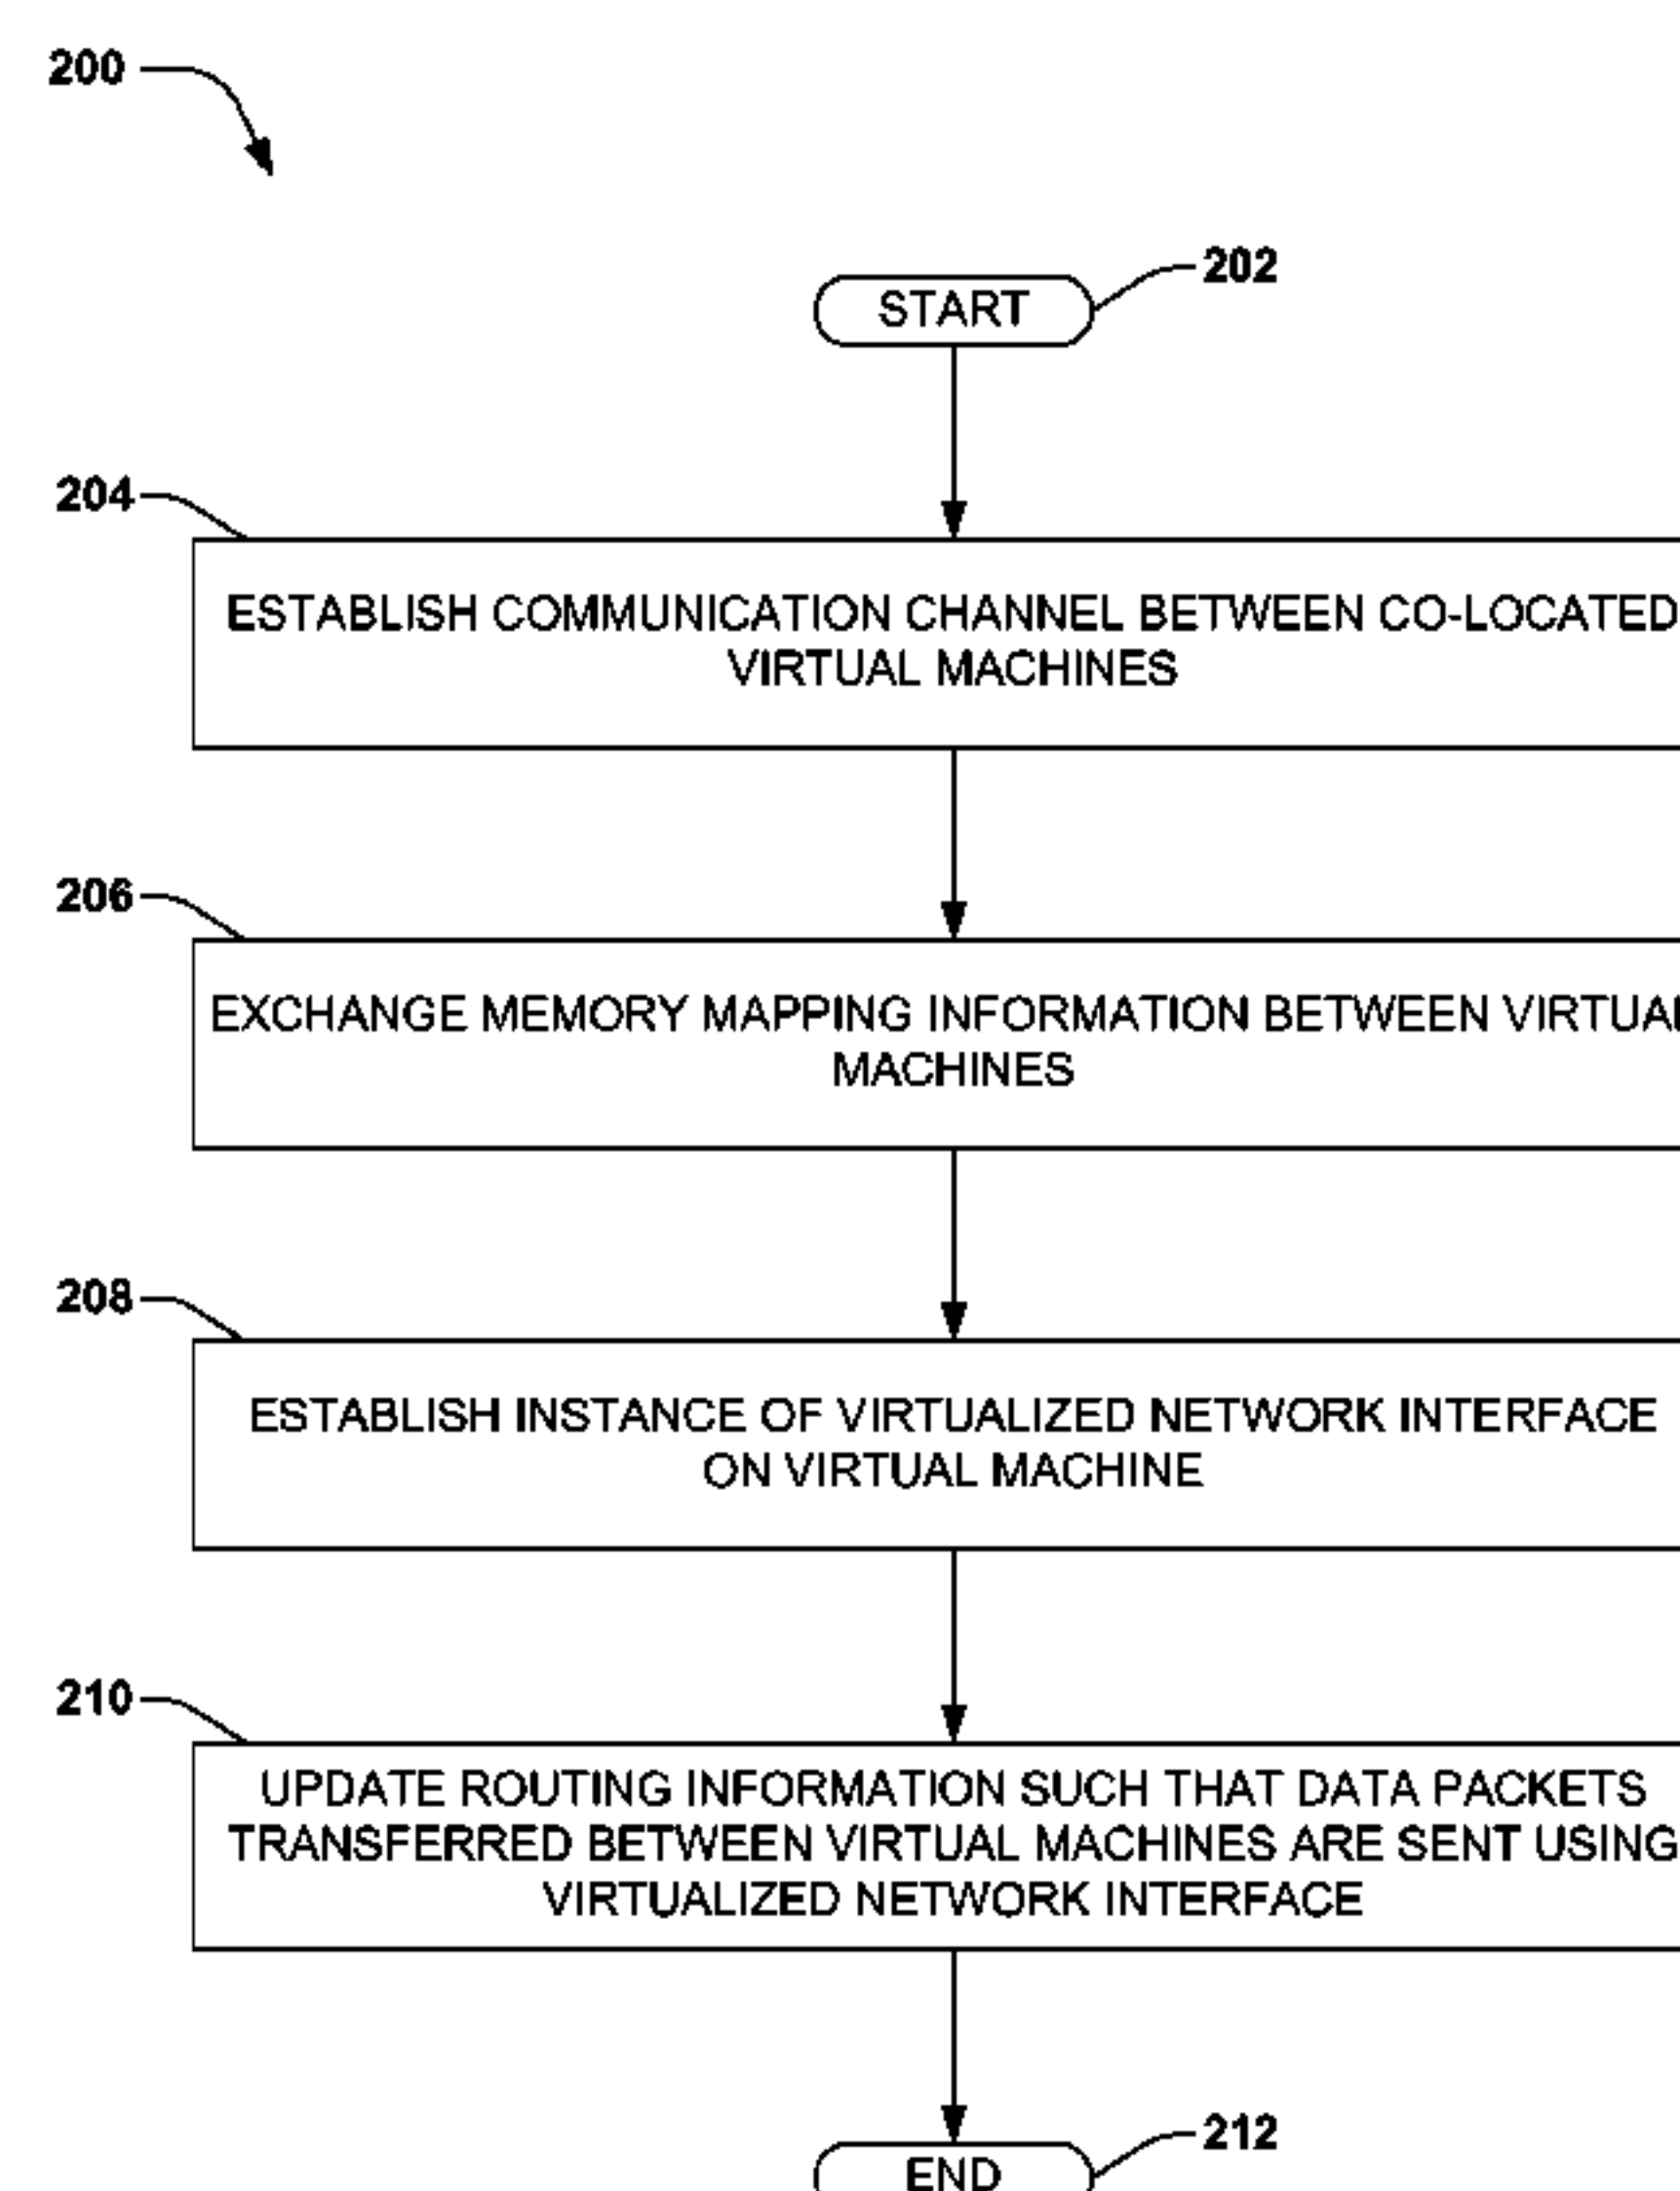 200
202
START
204
ESTABLISH COMMUNICATION CHANNEL BETWEEN CO-LOCATED
VIRTUAL MACHINES
206
EXCHANGE MEMORY MAPPING INFORMATION BETWEEN VIRTUAL
MACHINES
208
ESTABLISH INSTANCE OF VIRTUALIZED NETWORK INTERFACE
ON VIRTUAL MACHINE
210
UPDATE ROUTING INFORMATION SUCH THAT DATA PACKETS
TRANSFERRED BETWEEN VIRTUAL MACHINES ARE SENT USING
VIRTUALIZED NETWORK INTERFACE
212
END